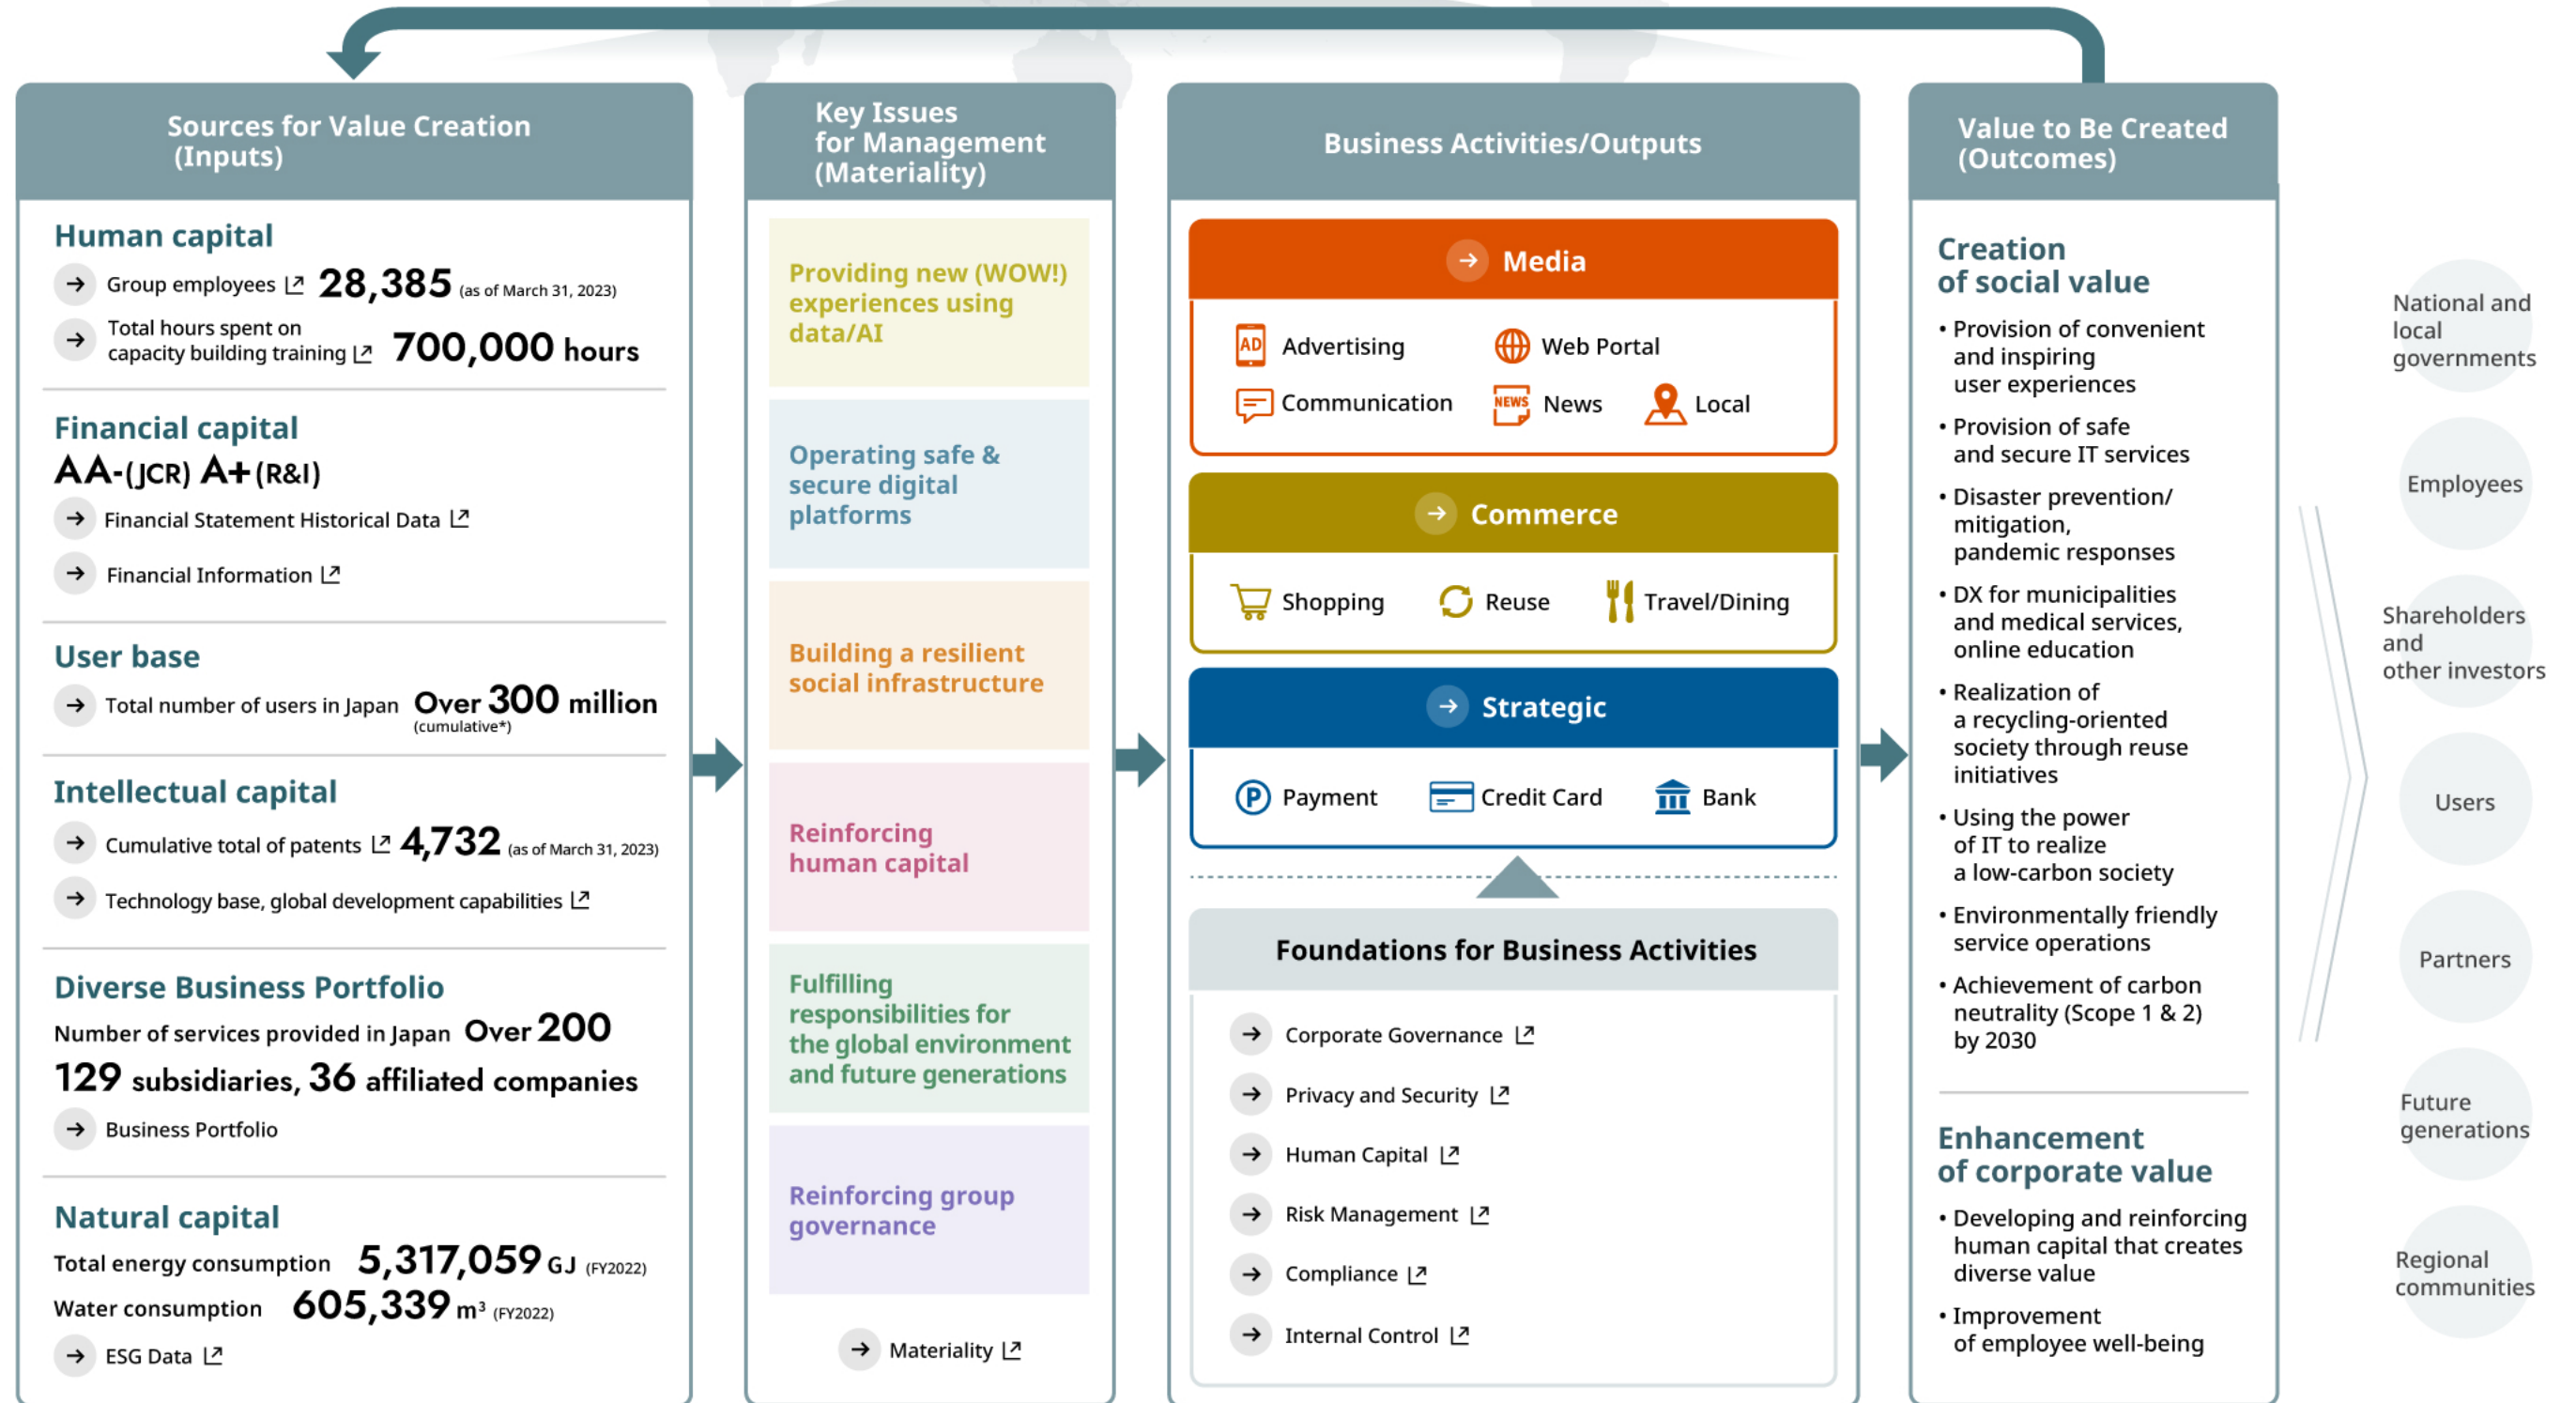 Sources for Value Creation
(Inputs)
Human capital
Group employees 28,385 (as of March 31, 2023)
Total hours spent on
capacity building training 700,000 hours
Financial capital
AA-(JCR) A+(R&I)
Financial Statement Historical Data
Financial Information
User base
Total number of users in Japan Over 300 million
(cumulative*)
Intellectual capital
Cumulative total of patents 4,732 (as of March 31, 2023)
Technology base, global development capabilities
Diverse Business Portfolio
Number of services provided in Japan Over 200
129 subsidiaries, 36 affiliated companies
Business Portfolio
Natural capital
Total energy consumption 5,317,059 GJ (FY2022)
Water consumption 605,339 m³ (FY2022)
ESG Data
Key Issues
for Management
(Materiality)
Providing new (WOW!)
experiences using
data/AI
Operating safe &
secure digital
platforms
Building a resilient
social infrastructure
Reinforcing
human capital
Fulfilling
responsibilities for
the global environment
and future generations
Reinforcing group
governance
Materiality
Business Activities/Outputs
Media
AD Advertising
Web Portal
Communication
NEWS News
Local
Commerce
Shopping
Reuse
Travel/Dining
Strategic
P Payment
Credit Card
Bank
Foundations for Business Activities
Corporate Governance
Privacy and Security
Human Capital
Risk Management
Compliance
Internal Control
Value to Be Created
(Outcomes)
Creation
of social value
• Provision of convenient
and inspiring
user experiences
• Provision of safe
and secure IT services
• Disaster prevention/
mitigation,
pandemic responses
• DX for municipalities
and medical services,
online education
• Realization of
a recycling-oriented
society through reuse
initiatives
• Using the power
of IT to realize
a low-carbon society
• Environmentally friendly
service operations
• Achievement of carbon
neutrality (Scope 1 & 2)
by 2030
Enhancement
of corporate value
• Developing and reinforcing
human capital that creates
diverse value
• Improvement
of employee well-being
National and
local
governments
Employees
Shareholders
and
other investors
Users
Partners
Future
generations
Regional
communities